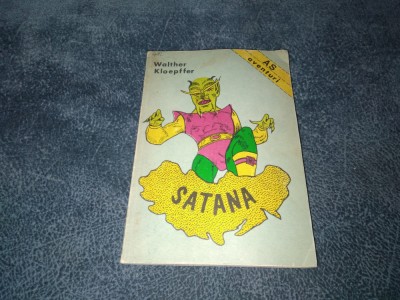 Walther
Kloepffer
AS
aventuri
SATANA